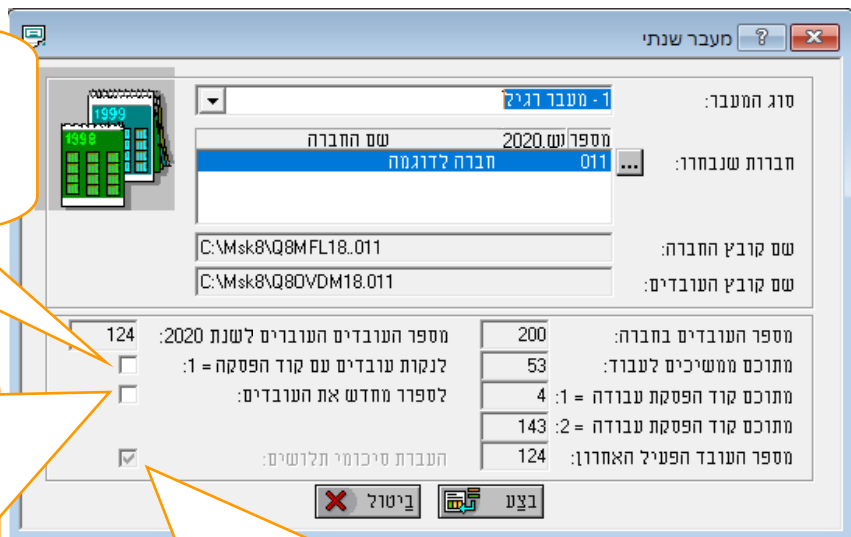 מעבר שנתי
סוג המעבר: 1 - מעבר רגיל
מספר נש.2020 שם החברה
חברות שנבחרו: ... 011 חברה לדוגמה
1999
1998
שם קובץ החברה: C:\Msk8\Q8MFL18..011
שם קובץ העובדים: C:\Msk8\Q8OVDM18.011
מספר העובדים בחברה: 200 מספר העובדים העוברים לשנת 2020: 124
מתוכם ממשיכים לעבוד: 53 לנקות עובדים עם קוד הפסקה = 1:
מתוכם קוד הפסקת עבודה = 1: 4 לספרר מחדש את העובדים:
מתוכם קוד הפסקת עבודה = 2: 143
מספר העובד הפעיל האחרון: 124 העברת סיכומי תלושים:
בצע ביטול